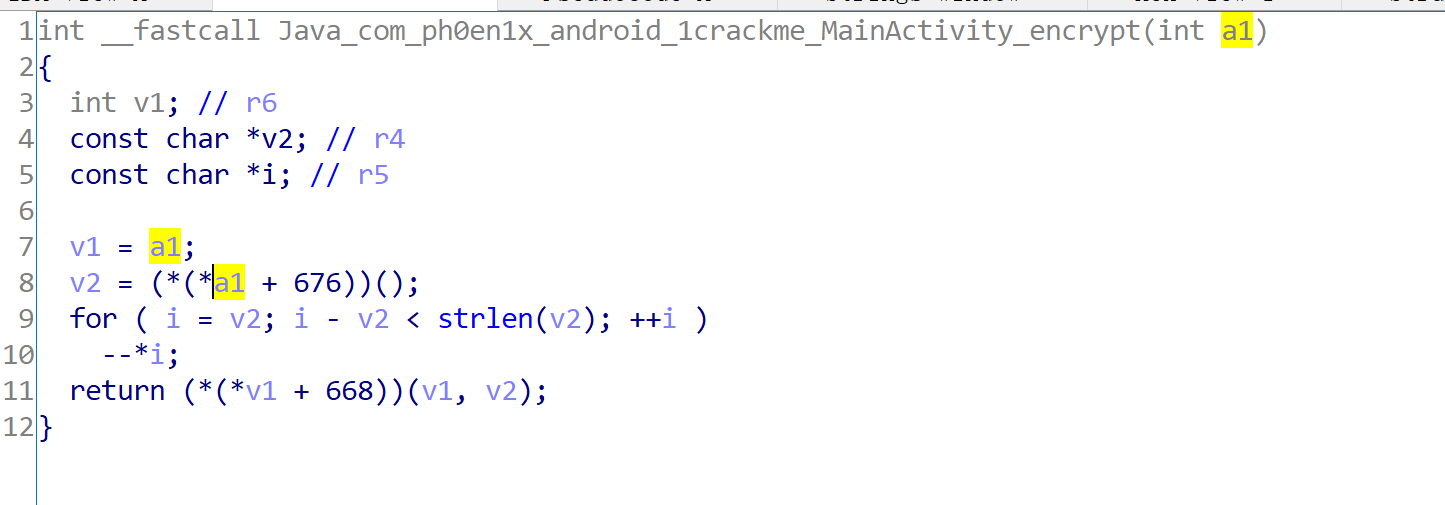 1 int __fastcall Java_com_ph0en1x_android_1crackme_MainActivity_encrypt(int a1)
2 {
3   int v1; // r6
4   const char *v2; // r4
5   const char *i; // r5
6
7   v1 = a1;
8   v2 = (*(*a1 + 676))();
9   for ( i = v2; i - v2 < strlen(v2); ++i )
10     --*i;
11   return (*(*v1 + 668))(v1, v2);
12 }